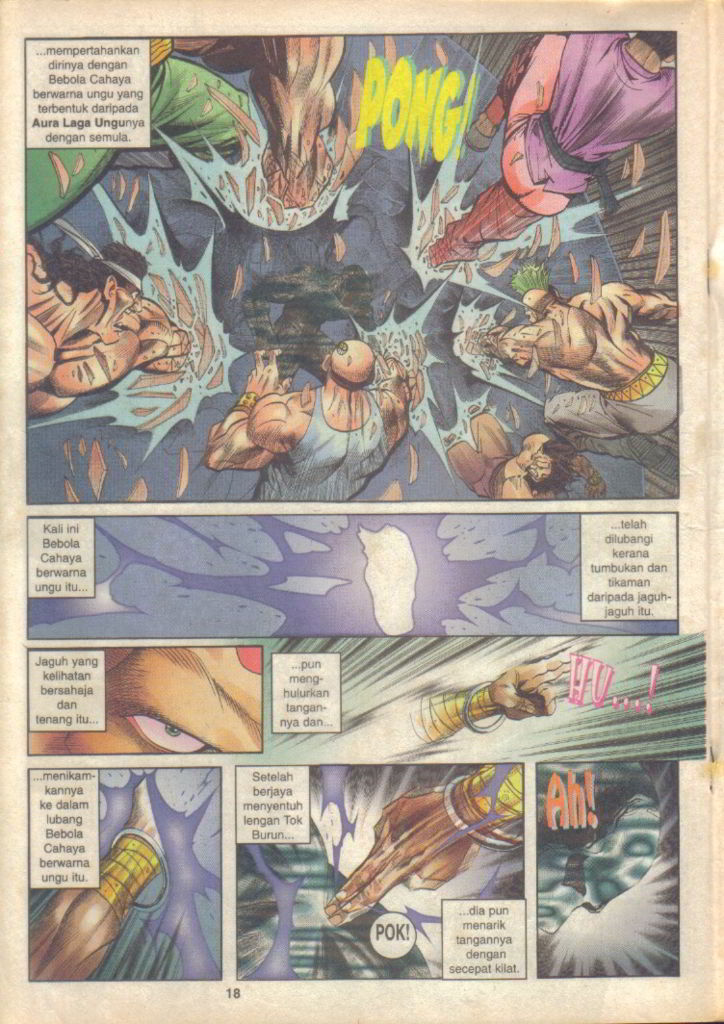 ...mempertahankan
dirinya dengan
Bebola Cahaya
berwarna ungu yang
terbentuk daripada
Aura Laga Ungunya
dengan semula.
PONG!
Kali ini
Bebola
Cahaya
berwarna
ungu itu...
...telah
dilubangi
kerana
tumbukan dan
tikaman
daripada jaguh-
jaguh itu.
Jaguh yang
kelihatan
bersahaja
dan
tenang itu...
...pun
meng-
hulurkan
tangan-
nya dan...
...menikam-
kannya
ke dalam
lubang
Bebola
Cahaya
berwarna
ungu itu.
Setelah
berjaya
menyentuh
lengan Tok
Burun...
POK!
...dia pun
menarik
tangannya
dengan
secepat kilat.
Ah!
18